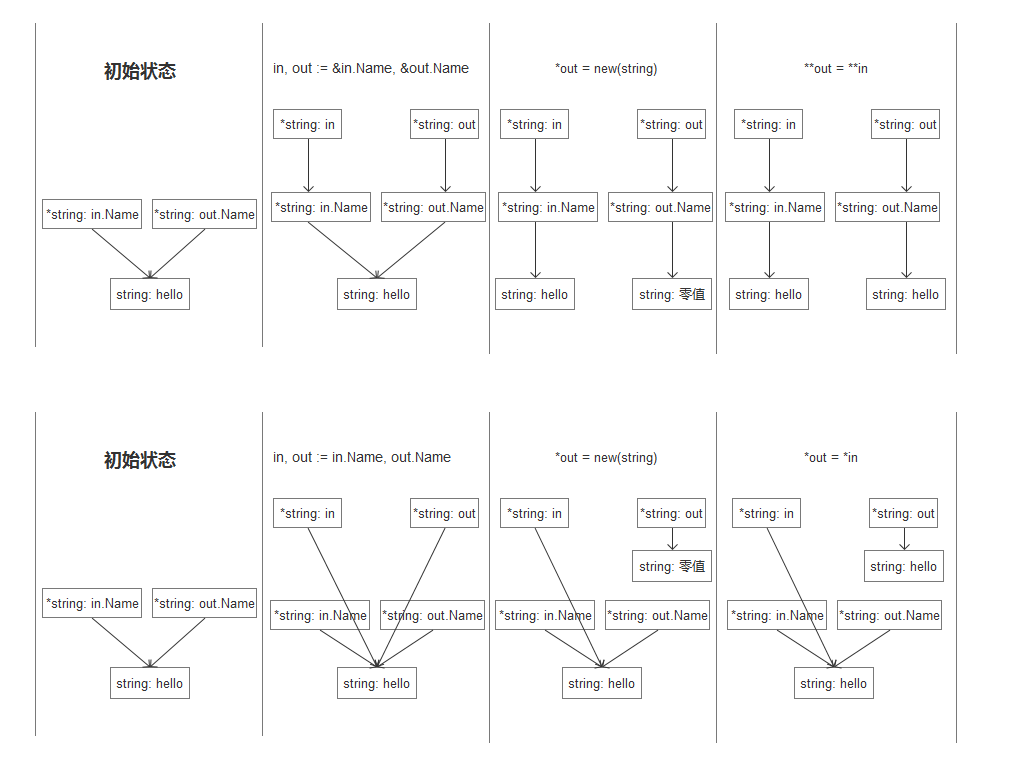 初始状态
in, out := &in.Name, &out.Name
*out = new(string)
**out = **in
*string: in
*string: out
*string: in
*string: out
*string: in
*string: out
*string: in.Name
*string: out.Name
*string: in.Name
*string: out.Name
*string: in.Name
*string: out.Name
*string: in.Name
*string: out.Name
string: hello
string: hello
string: hello
string: 零值
string: hello
string: hello
初始状态
in, out := in.Name, out.Name
*out = new(string)
*out = *in
*string: in
*string: out
*string: in
*string: out
*string: in
*string: out
string: 零值
string: hello
*string: in.Name
*string: out.Name
*string: in.Name
*string: out.Name
*string: in.Name
*string: out.Name
*string: in.Name
*string: out.Name
string: hello
string: hello
string: hello
string: hello